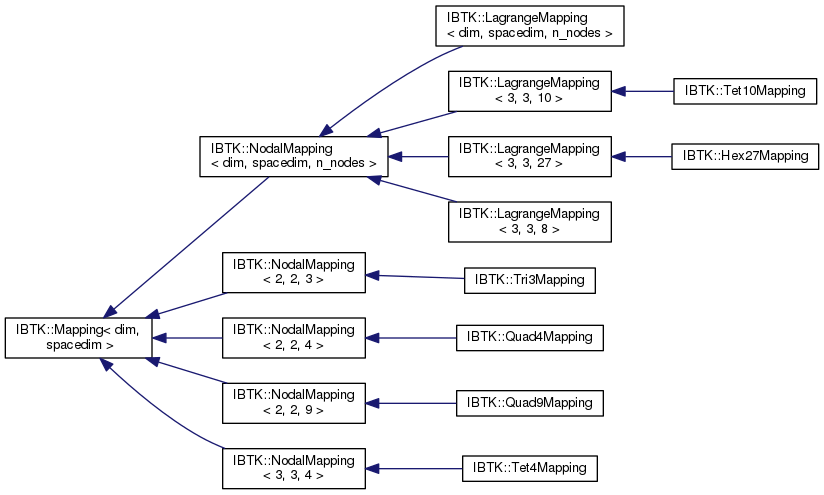 IBTK::LagrangeMapping
< dim, spacedim, n_nodes >
IBTK::LagrangeMapping
< 3, 3, 10 >
IBTK::Tet10Mapping
IBTK::NodalMapping
< dim, spacedim, n_nodes >
IBTK::LagrangeMapping
< 3, 3, 27 >
IBTK::Hex27Mapping
IBTK::LagrangeMapping
< 3, 3, 8 >
IBTK::NodalMapping
< 2, 2, 3 >
IBTK::Tri3Mapping
IBTK::Mapping< dim,
spacedim >
IBTK::NodalMapping
< 2, 2, 4 >
IBTK::Quad4Mapping
IBTK::NodalMapping
< 2, 2, 9 >
IBTK::Quad9Mapping
IBTK::NodalMapping
< 3, 3, 4 >
IBTK::Tet4Mapping